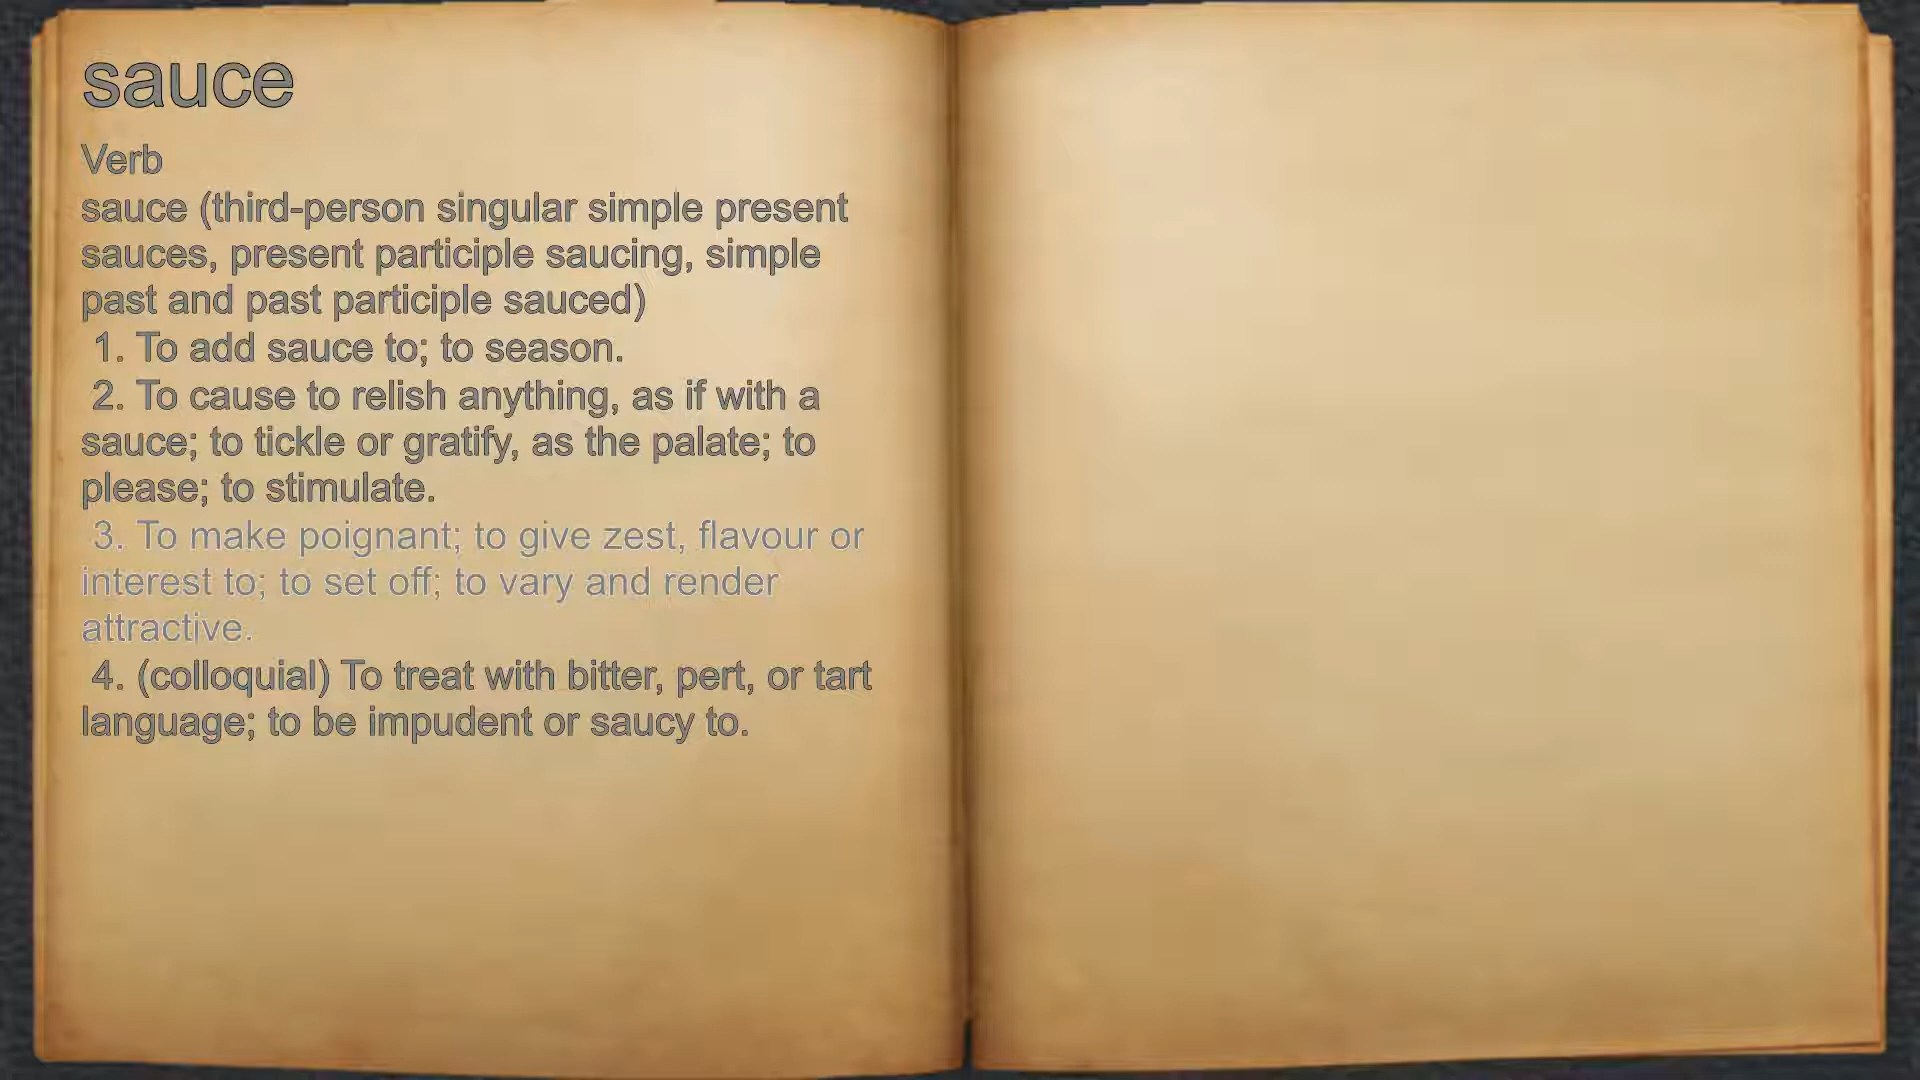 sauce
Verb
sauce (third-person singular simple present
sauces, present participle saucing, simple
past and past participle sauced)
1. To add sauce to; to season.
2. To cause to relish anything, as if with a
sauce; to tickle or gratify, as the palate; to
please; to stimulate.
3. To make poignant; to give zest, flavour or
interest to; to set off; to vary and render
attractive.
4. (colloquial) To treat with bitter, pert, or tart
language; to be impudent or saucy to.